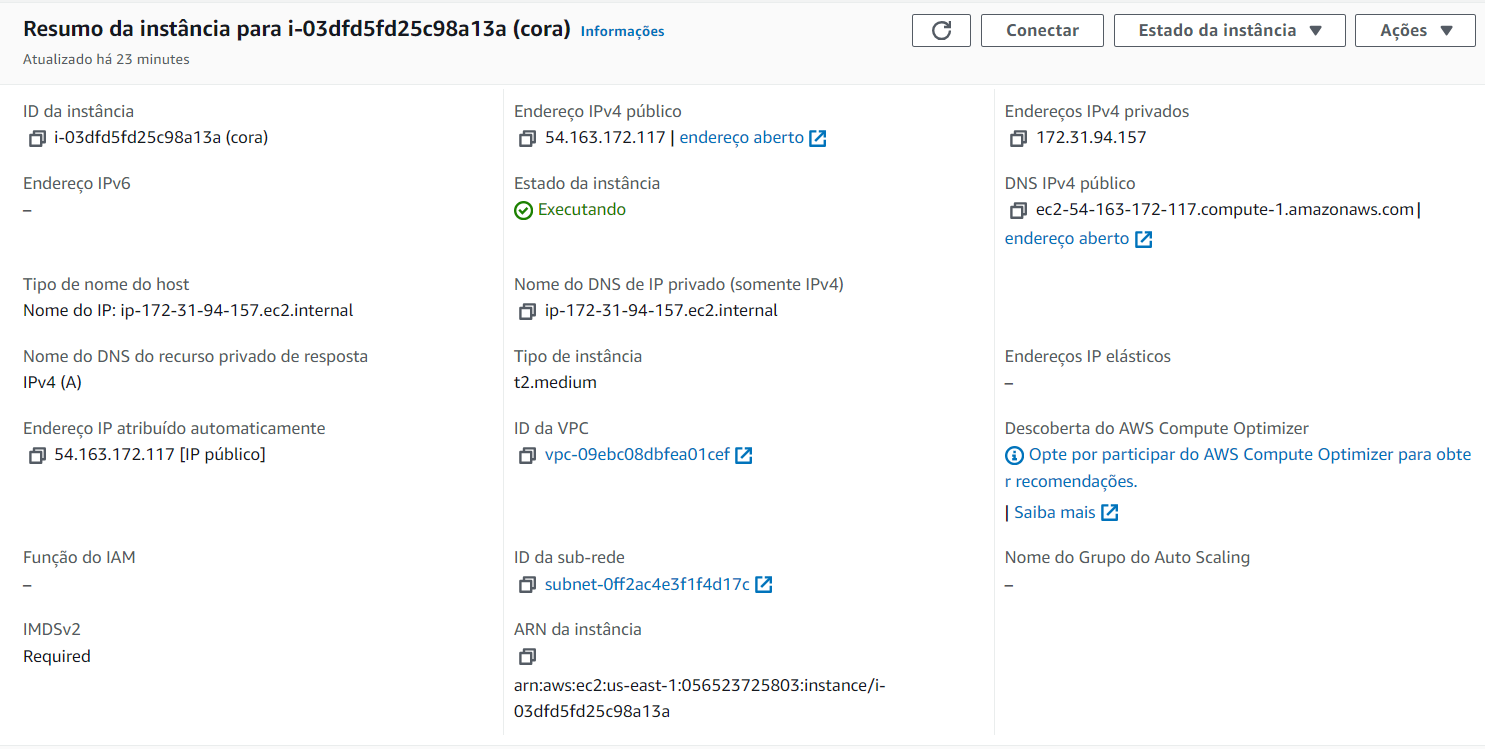 Resumo da instância para i-03dfd5fd25c98a13a (cora) Informações
Atualizado há 23 minutes
Conectar
Estado da instância
Ações
ID da instância
i-03dfd5fd25c98a13a (cora)
Endereço IPv4 público
54.163.172.117 | endereço aberto
Endereços IPv4 privados
172.31.94.157
Endereço IPv6
–
Estado da instância
Executando
DNS IPv4 público
ec2-54-163-172-117.compute-1.amazonaws.com |
endereço aberto
Tipo de nome do host
Nome do IP: ip-172-31-94-157.ec2.internal
Nome do DNS de IP privado (somente IPv4)
ip-172-31-94-157.ec2.internal
Nome do DNS do recurso privado de resposta
IPv4 (A)
Tipo de instância
t2.medium
Endereços IP elásticos
–
Endereço IP atribuído automaticamente
54.163.172.117 [IP público]
ID da VPC
vpc-09ebc08dbfea01cef
Descoberta do AWS Compute Optimizer
Opte por participar do AWS Compute Optimizer para obte
r recomendações.
| Saiba mais
Função do IAM
–
ID da sub-rede
subnet-0ff2ac4e3f1f4d17c
Nome do Grupo do Auto Scaling
–
IMDSv2
Required
ARN da instância
arn:aws:ec2:us-east-1:056523725803:instance/i-
03dfd5fd25c98a13a